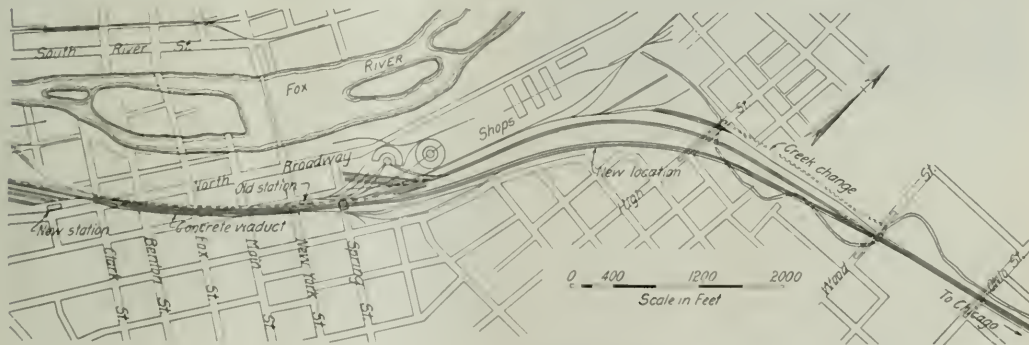 South River St.
Fox RIVER
Shops
North Broadway
Old station
New station
Concrete viaduct
Clark St.
Benton St.
Fox St.
Main St.
New York St.
Spring St.
New location
High St.
Creek change
Wood St.
Ohio St.
To Chicago
0 400 1200 2000
Scale in Feet